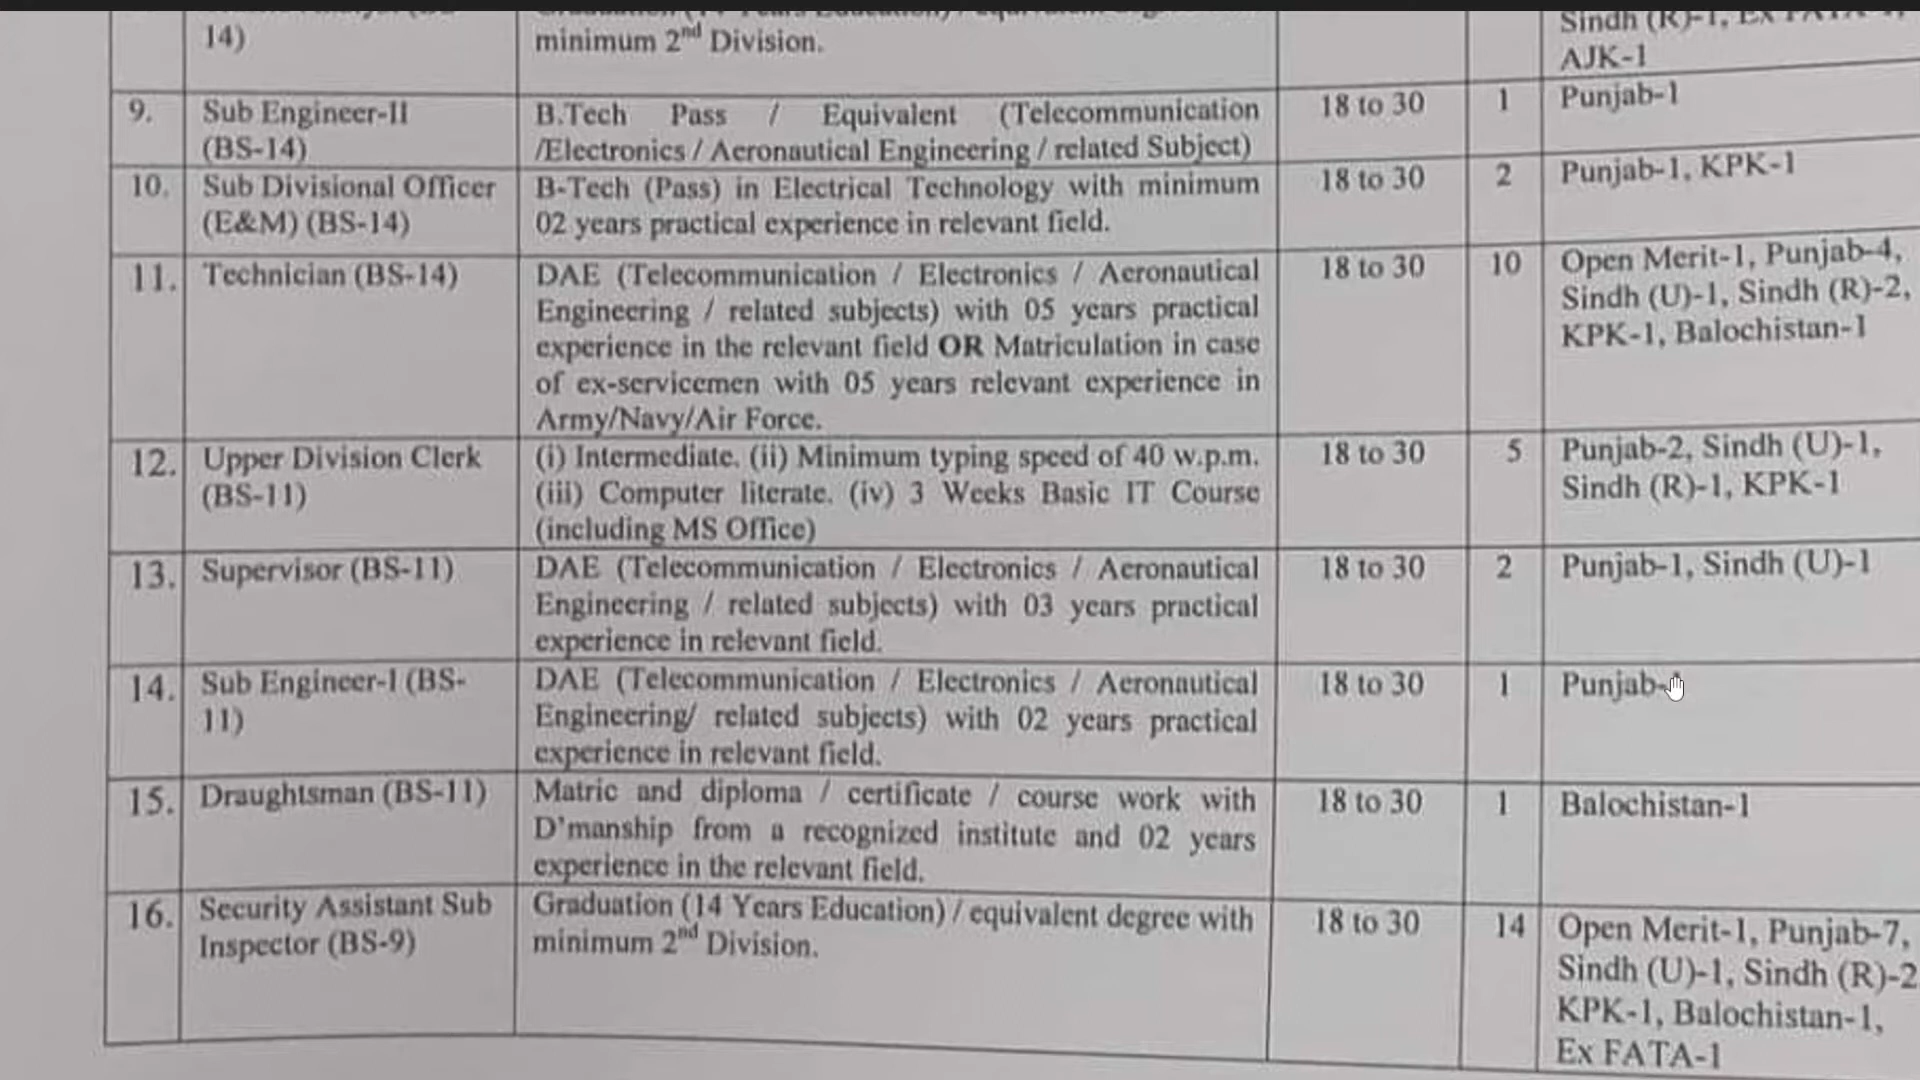 14)
minimum 2nd Division.
Sindh (R)-1, Ex FATA-1,
AJK-1
9. Sub Engineer-II
(BS-14)
B.Tech Pass / Equivalent (Telecommunication
/Electronics / Aeronautical Engineering / related Subject)
18 to 30
1
Punjab-1
10. Sub Divisional Officer
(E&M) (BS-14)
B-Tech (Pass) in Electrical Technology with minimum
02 years practical experience in relevant field.
18 to 30
2
Punjab-1, KPK-1
11. Technician (BS-14)
DAE (Telecommunication / Electronics / Aeronautical
Engineering / related subjects) with 05 years practical
experience in the relevant field OR Matriculation in case
of ex-servicemen with 05 years relevant experience in
Army/Navy/Air Force.
18 to 30
10
Open Merit-1, Punjab-4,
Sindh (U)-1, Sindh (R)-2,
KPK-1, Balochistan-1
12. Upper Division Clerk
(BS-11)
(i) Intermediate. (ii) Minimum typing speed of 40 w.p.m.
(iii) Computer literate. (iv) 3 Weeks Basic IT Course
(including MS Office)
18 to 30
5
Punjab-2, Sindh (U)-1,
Sindh (R)-1, KPK-1
13. Supervisor (BS-11)
DAE (Telecommunication / Electronics / Aeronautical
Engineering / related subjects) with 03 years practical
experience in relevant field.
18 to 30
2
Punjab-1, Sindh (U)-1
14. Sub Engineer-I (BS-
11)
DAE (Telecommunication / Electronics / Aeronautical
Engineering/ related subjects) with 02 years practical
experience in relevant field.
18 to 30
1
Punjab-
15. Draughtsman (BS-11)
Matric and diploma / certificate / course work with
D'manship from a recognized institute and 02 years
experience in the relevant field.
18 to 30
1
Balochistan-1
16. Security Assistant Sub
Inspector (BS-9)
Graduation (14 Years Education) / equivalent degree with
minimum 2nd Division.
18 to 30
14
Open Merit-1, Punjab-7,
Sindh (U)-1, Sindh (R)-2
KPK-1, Balochistan-1,
Ex FATA-1